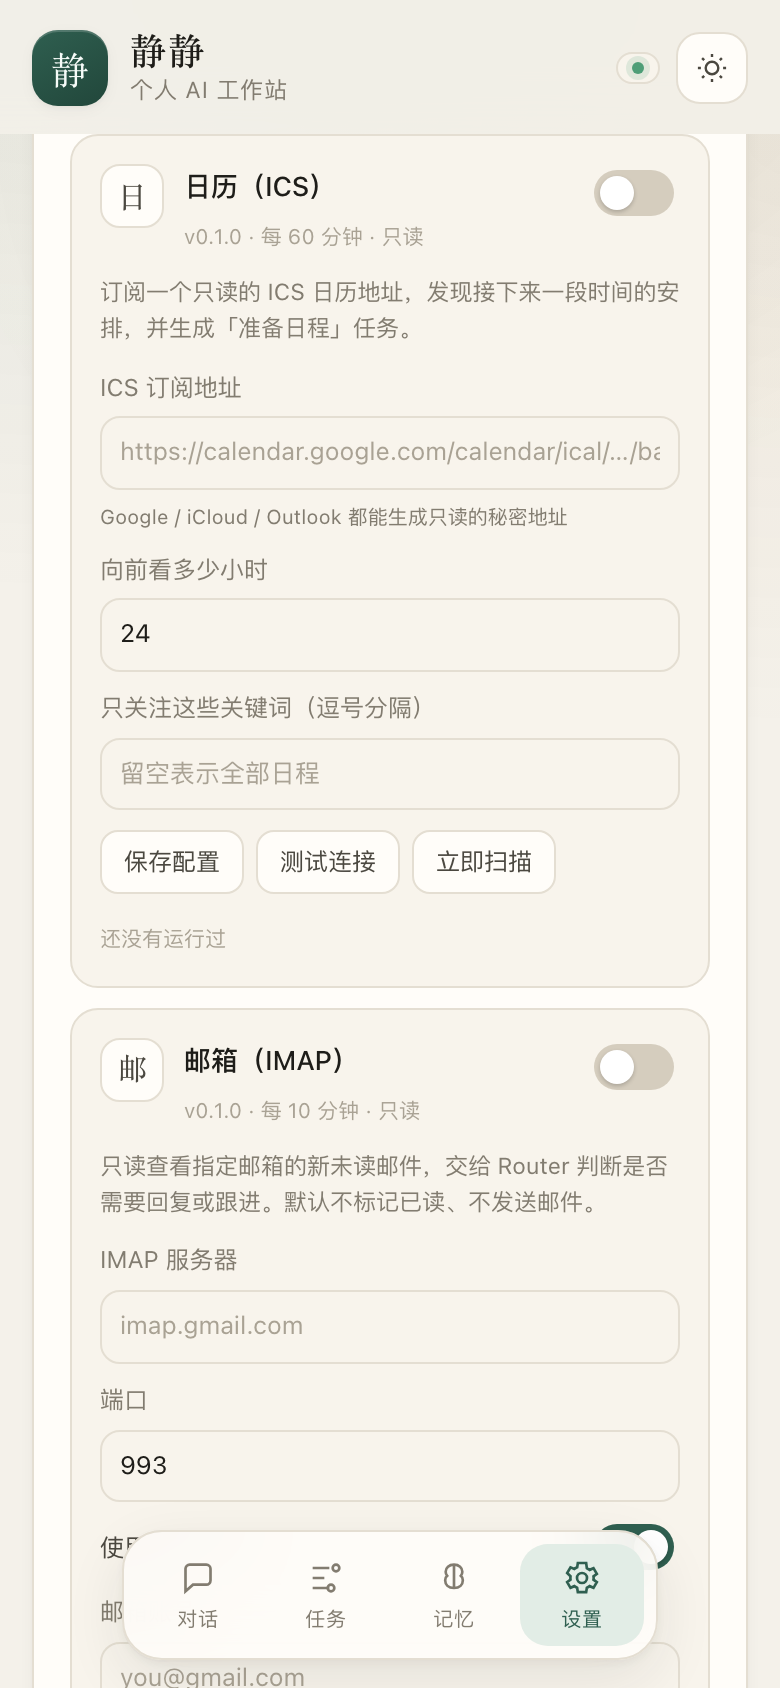 静
静静
个人 AI 工作站
日
日历（ICS）
v0.1.0 · 每 60 分钟 · 只读
订阅一个只读的 ICS 日历地址，发现接下来一段时间的安
排，并生成「准备日程」任务。
ICS 订阅地址
https://calendar.google.com/calendar/ical/.../ba
Google / iCloud / Outlook 都能生成只读的秘密地址
向前看多少小时
24
只关注这些关键词（逗号分隔）
留空表示全部日程
保存配置
测试连接
立即扫描
还没有运行过
邮
邮箱（IMAP）
v0.1.0 · 每 10 分钟 · 只读
只读查看指定邮箱的新未读邮件，交给 Router 判断是否
需要回复或跟进。默认不标记已读、不发送邮件。
IMAP 服务器
imap.gmail.com
端口
993
使
邮
you@gmail.com
对话
任务
记忆
设置